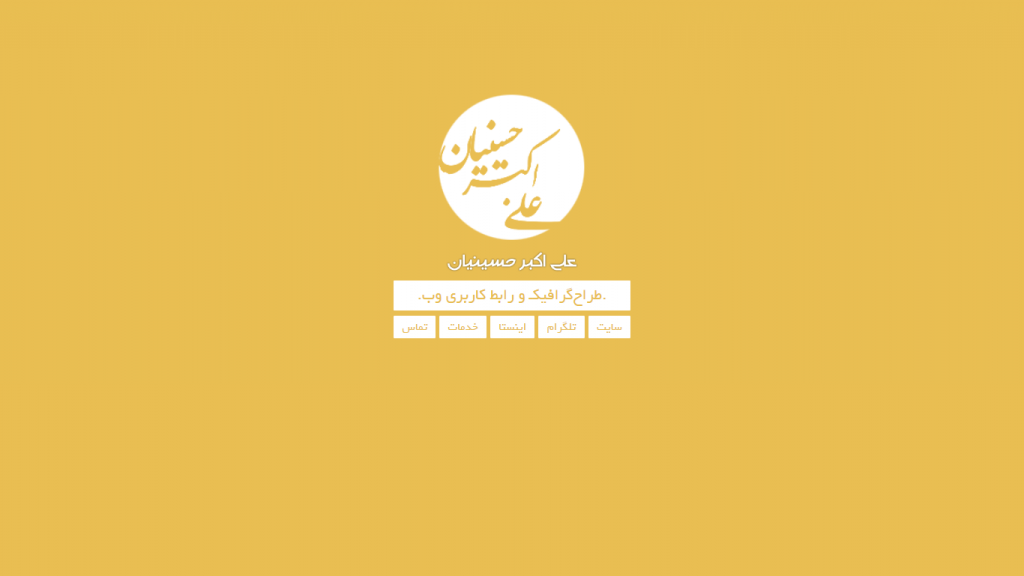 علی
اکبر
حسینیان
علی اکبر حسینیان
.طراح‌گرافیک و رابط کاربری وب.
سایت تلگرام اینستا خدمات تماس